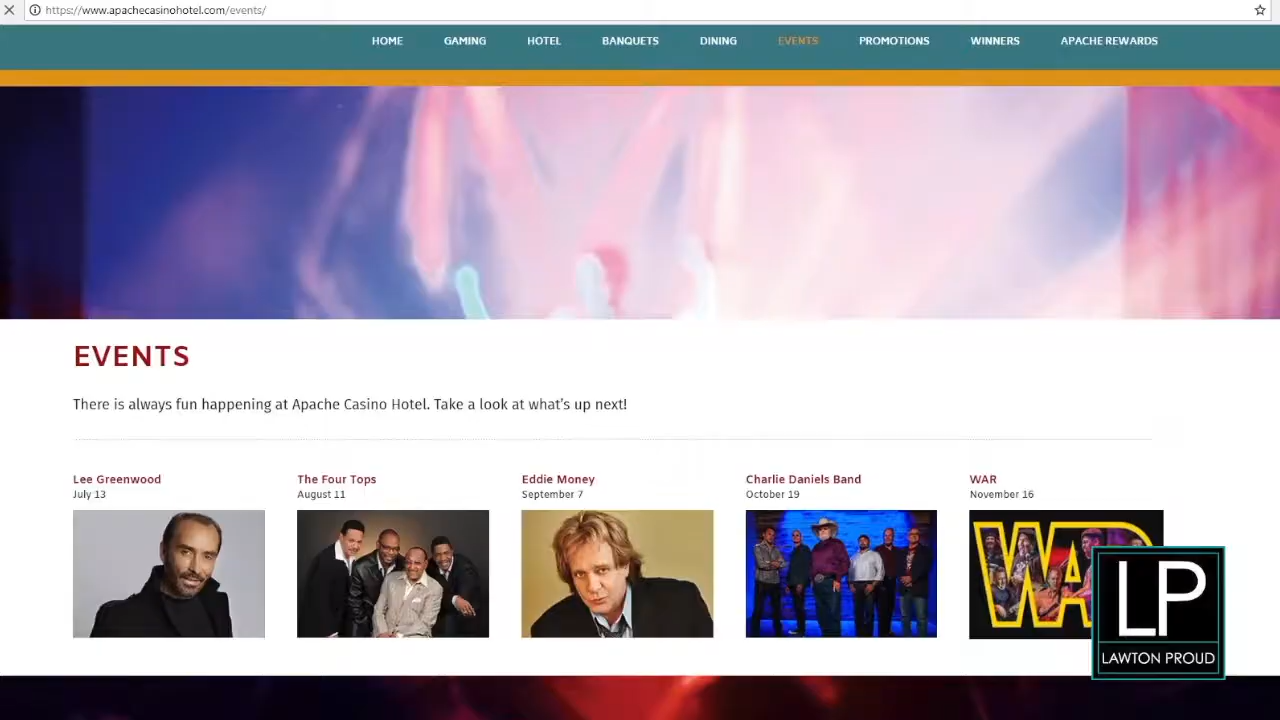 https://www.apachecasinohotel.com/events/
HOME GAMING HOTEL BANQUETS DINING EVENTS PROMOTIONS WINNERS APACHE REWARDS
EVENTS
There is always fun happening at Apache Casino Hotel. Take a look at what's up next!
Lee Greenwood
July 13
The Four Tops
August 11
Eddie Money
September 7
Charlie Daniels Band
October 19
WAR
November 16
WAR
LP
LAWTON PROUD